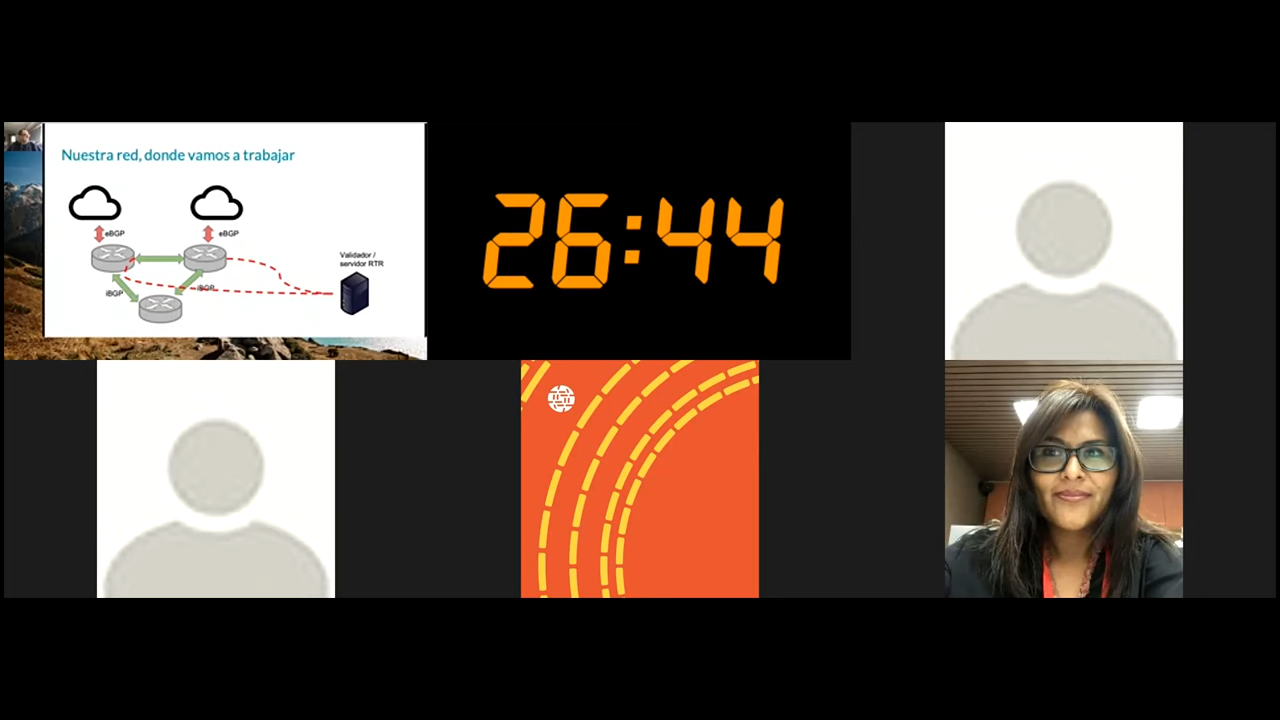 Nuestra red, donde vamos a trabajar
eBGP
eBGP
Validador /
servidor RTR
iBGP
iBGP
26:44